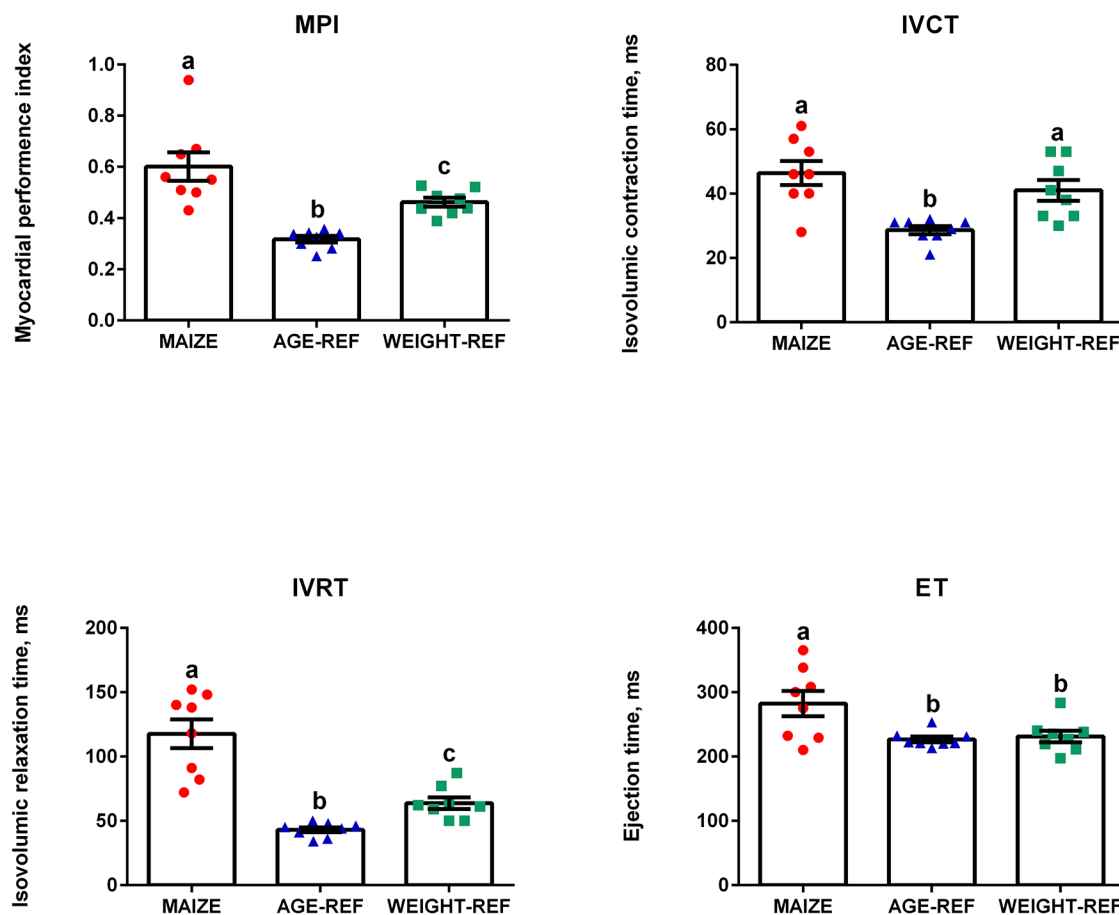 MPI
Myocardial performence index
1.0
0.8
0.6
0.4
0.2
0.0
a
b
c
MAIZE
AGE-REF
WEIGHT-REF
IVCT
Isovolumic contraction time, ms
80
60
40
20
0
a
b
a
MAIZE
AGE-REF
WEIGHT-REF
IVRT
Isovolumic relaxation time, ms
200
150
100
50
0
a
b
c
MAIZE
AGE-REF
WEIGHT-REF
ET
Ejection time, ms
400
300
200
100
0
a
b
b
MAIZE
AGE-REF
WEIGHT-REF